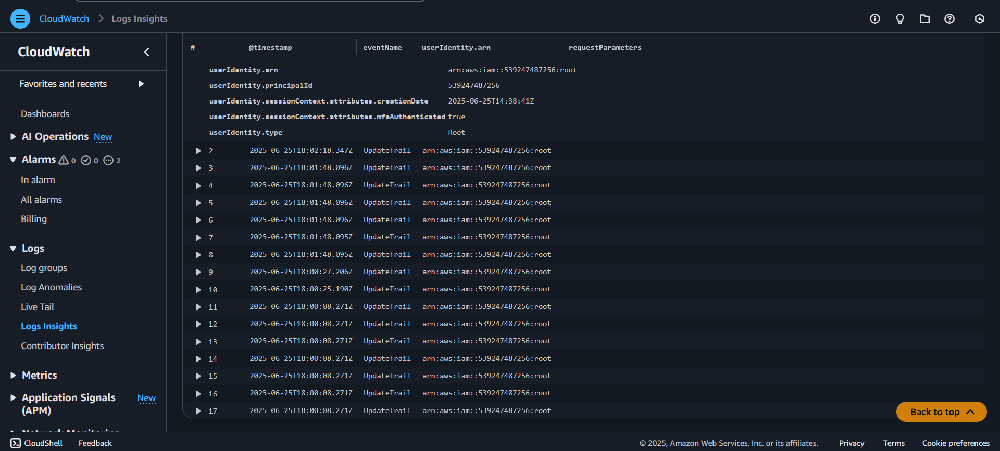 CloudWatch > Logs Insights
CloudWatch
Favorites and recents
Dashboards
AI Operations New
Alarms 0 0 2
In alarm
All alarms
Billing
Logs
Log groups
Log Anomalies
Live Tail
Logs Insights
Contributor Insights
Metrics
Application Signals New
(APM)
Network Monitoring
# @timestamp eventName userIdentity.arn requestParameters
userIdentity.arn arn:aws:iam::539247487256:root
userIdentity.principalId 539247487256
userIdentity.sessionContext.attributes.creationDate 2025-06-25T14:38:41Z
userIdentity.sessionContext.attributes.mfaAuthenticated true
userIdentity.type Root
2 2025-06-25T18:02:18.347Z UpdateTrail arn:aws:iam::539247487256:root
3 2025-06-25T18:01:48.096Z UpdateTrail arn:aws:iam::539247487256:root
4 2025-06-25T18:01:48.096Z UpdateTrail arn:aws:iam::539247487256:root
5 2025-06-25T18:01:48.096Z UpdateTrail arn:aws:iam::539247487256:root
6 2025-06-25T18:01:48.096Z UpdateTrail arn:aws:iam::539247487256:root
7 2025-06-25T18:01:48.095Z UpdateTrail arn:aws:iam::539247487256:root
8 2025-06-25T18:01:48.095Z UpdateTrail arn:aws:iam::539247487256:root
9 2025-06-25T18:00:27.206Z UpdateTrail arn:aws:iam::539247487256:root
10 2025-06-25T18:00:25.190Z UpdateTrail arn:aws:iam::539247487256:root
11 2025-06-25T18:00:08.271Z UpdateTrail arn:aws:iam::539247487256:root
12 2025-06-25T18:00:08.271Z UpdateTrail arn:aws:iam::539247487256:root
13 2025-06-25T18:00:08.271Z UpdateTrail arn:aws:iam::539247487256:root
14 2025-06-25T18:00:08.271Z UpdateTrail arn:aws:iam::539247487256:root
15 2025-06-25T18:00:08.271Z UpdateTrail arn:aws:iam::539247487256:root
16 2025-06-25T18:00:08.271Z UpdateTrail arn:aws:iam::539247487256:root
17 2025-06-25T18:00:08.271Z UpdateTrail arn:aws:iam::539247487256:root
Back to top
CloudShell Feedback © 2025, Amazon Web Services, Inc. or its affiliates. Privacy Terms Cookie preferences